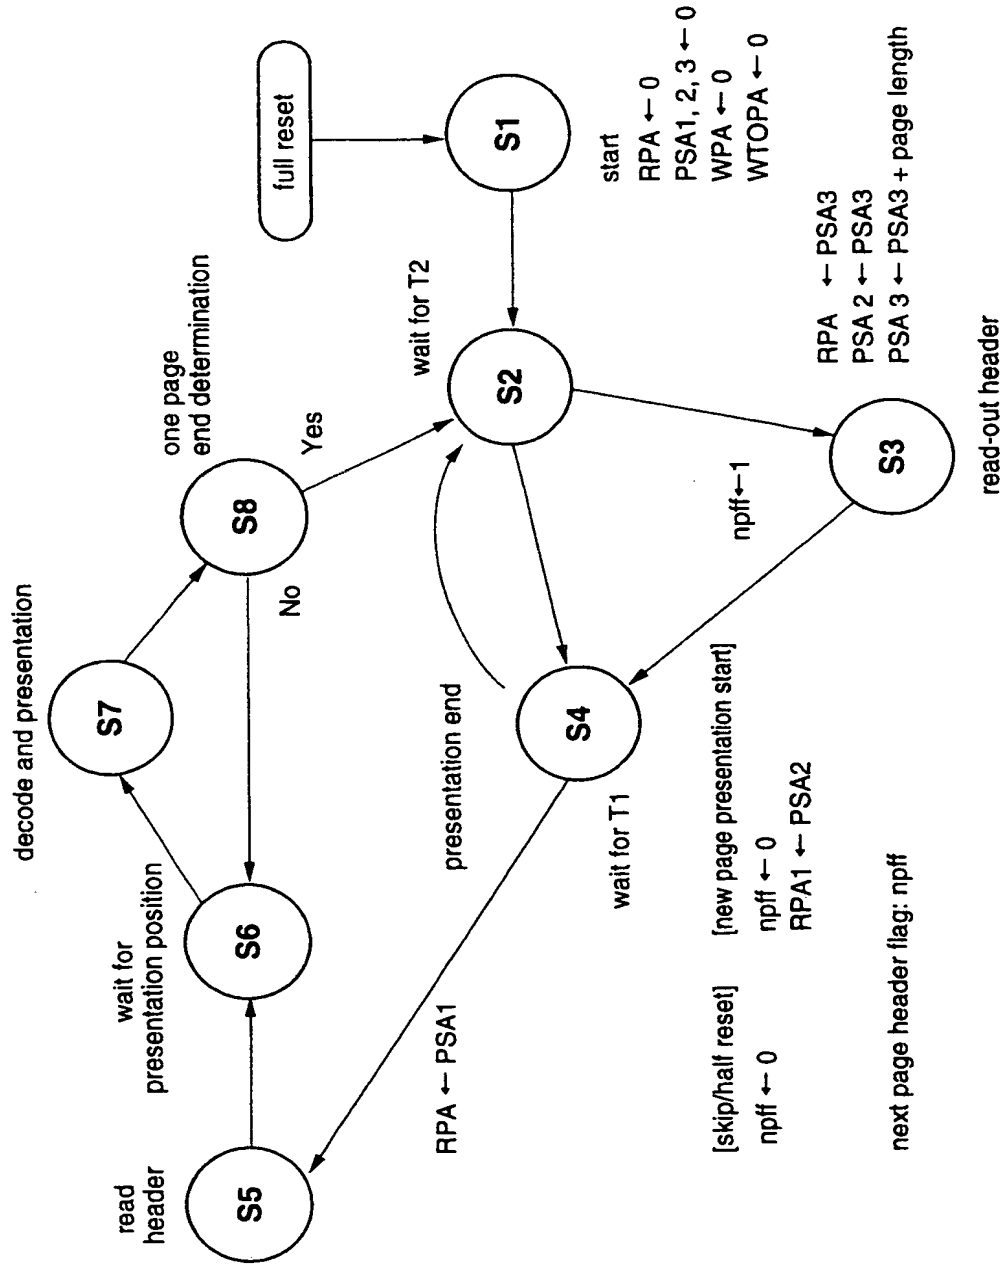 full reset
S1
start
RPA ← 0
PSA1, 2, 3 ← 0
WPA ← 0
WTOPA ← 0
wait for T2
S2
one page
end determination
S8
Yes
No
decode and presentation
S7
wait for
presentation position
S6
read
header
S5
RPA ← PSA1
presentation end
S4
wait for T1
npff←1
S3
RPA ← PSA3
PSA 2 ← PSA3
PSA 3 ← PSA3 + page length
read-out header
[skip/half reset]
npff ← 0
[new page presentation start]
npff ← 0
RPA1 ← PSA2
next page header flag: npff